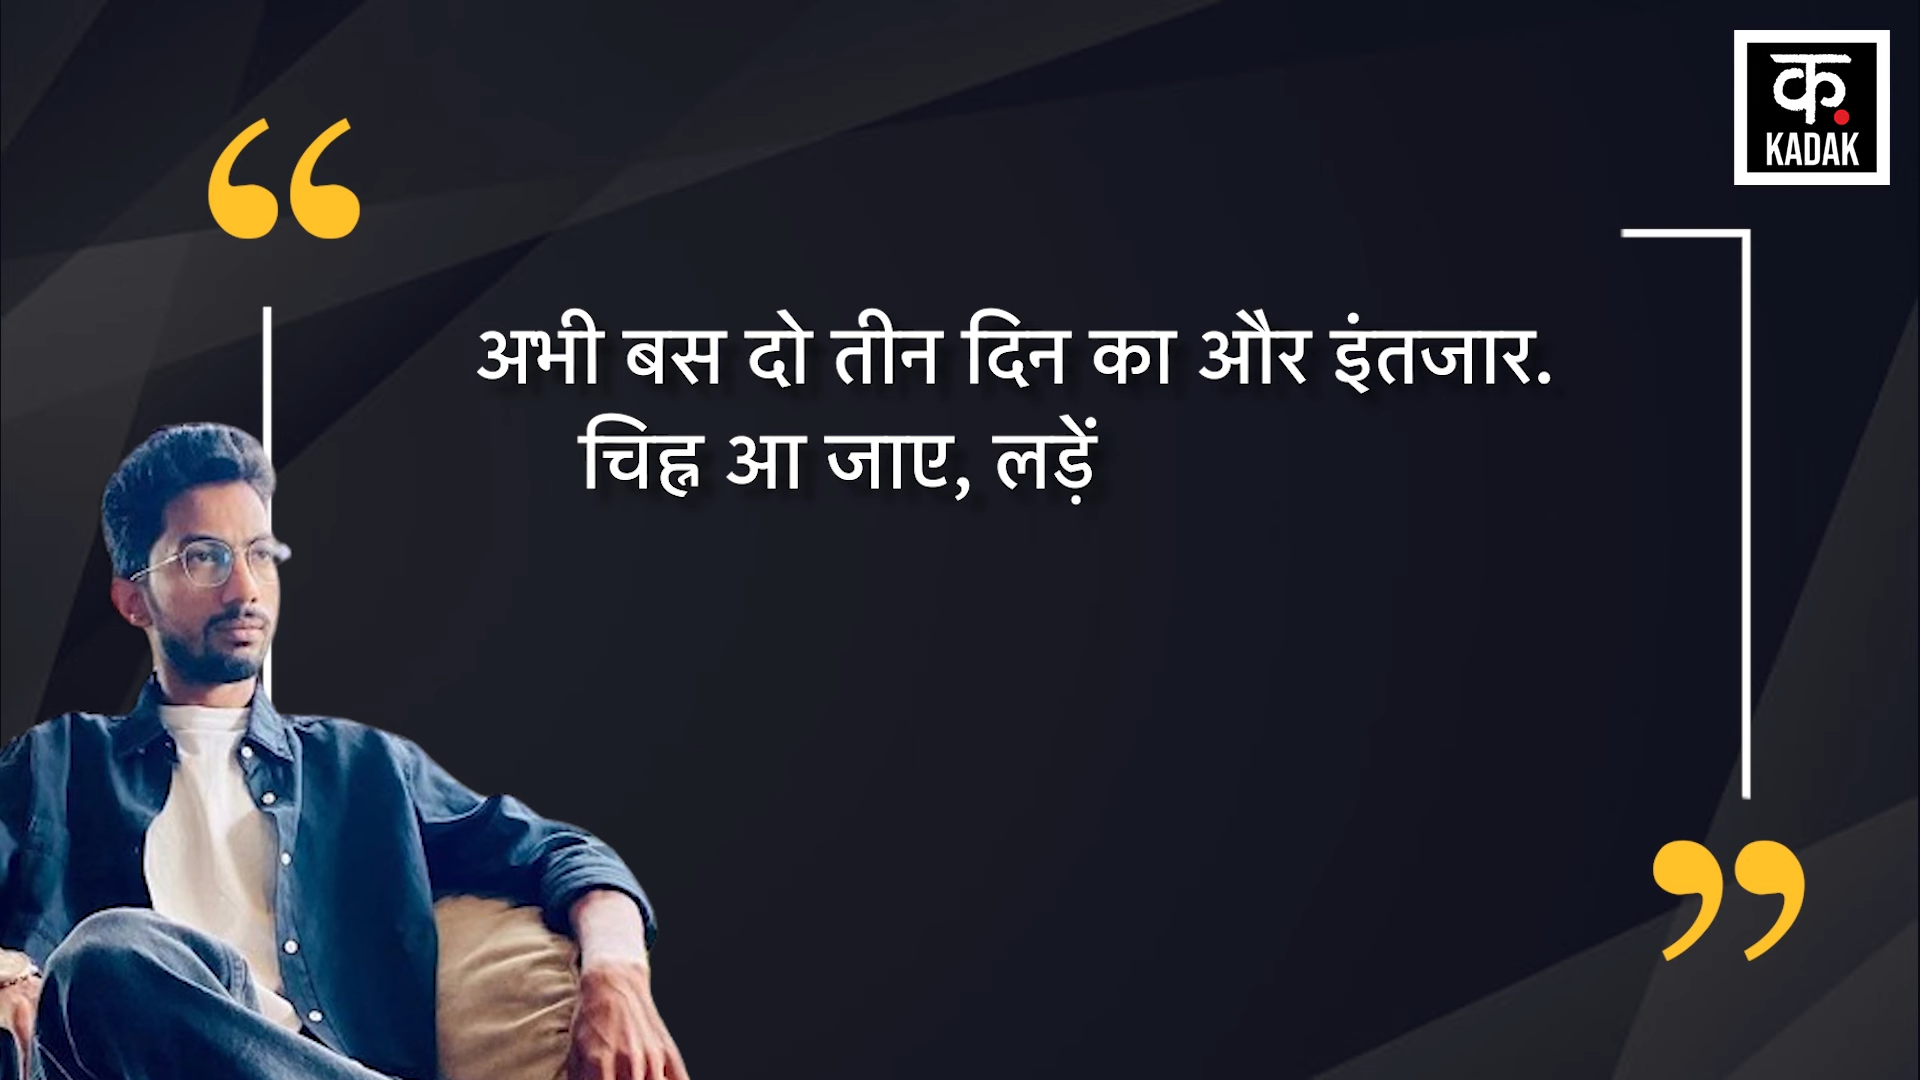 क.
KADAK
“
अभी बस दो तीन दिन का और इंतजार.
चिह्न आ जाए, लड़ें
”